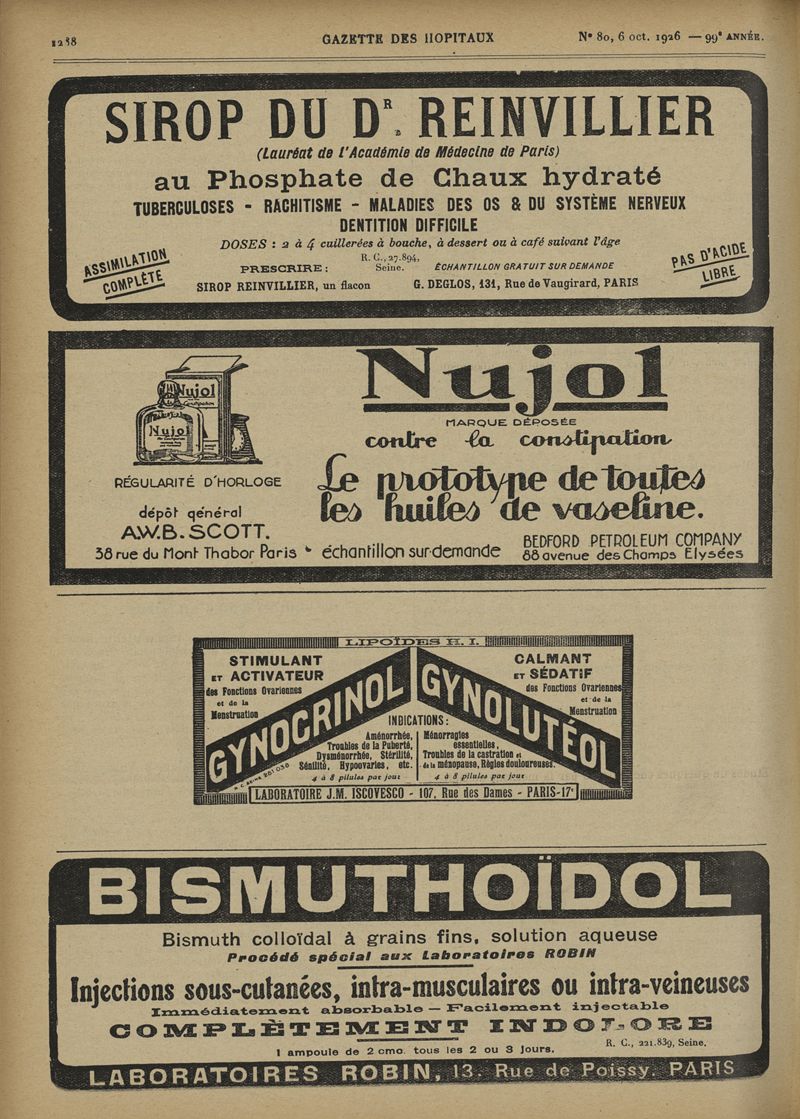 1288
GAZETTE DES HOPITAUX
N° 80, 6 oct. 1926 — 99e ANNÉE.
SIROP DU DR. REINVILLIER
(Lauréat de l'Académie de Médecine de Paris)
au Phosphate de Chaux hydraté
TUBERCULOSES - RACHITISME - MALADIES DES OS & DU SYSTÈME NERVEUX
DENTITION DIFFICILE
DOSES : 2 à 4 cuillerées à bouche, à dessert ou à café suivant l'âge
ASSIMILATION
COMPLÈTE
R. C., 27.894,
PRESCRIRE : Seine. ÉCHANTILLON GRATUIT SUR DEMANDE
SIROP REINVILLIER, un flacon G. DEGLOS, 131, Rue de Vaugirard, PARIS
PAS D'ACIDE
LIBRE
Nujol
Nujol
RÉGULARITÉ D'HORLOGE
dépôt général
A.W.B. SCOTT.
38 rue du Mont Thabor Paris
Nujol
MARQUE DÉPOSÉE
contre la constipation
Le prototype de toutes
les huiles de vaseline.
échantillon sur demande
BEDFORD PETROLEUM COMPANY
88 avenue des Champs Elysées
LIPOÏDES H. I.
STIMULANT
ET ACTIVATEUR
des Fonctions Ovariennes
et de la
Menstruation
GYNOCRINOL
CALMANT
ET SÉDATIF
des Fonctions Ovariennes
et de la
Menstruation
GYNOLUTÉOL
INDICATIONS :
Aménorrhée,
Troubles de la Puberté,
Dysménorrhée, Stérilité,
Sénilité, Hypoovaries, etc.
4 à 8 pilules par jour
Ménorragies
essentielles,
Troubles de la castration et
de la ménopause, Règles douloureuses.
4 à 8 pilules par jour
LABORATOIRE J.M. ISCOVESCO - 107, Rue des Dames - PARIS-17e
BISMUTHOÏDOL
Bismuth colloïdal à grains fins, solution aqueuse
Procédé spécial aux Laboratoires ROBIN
Injections sous-cutanées, intra-musculaires ou intra-veineuses
Immédiatement absorbable — Facilement injectable
COMPLÈTEMENT INDOLORE
R. C., 221.839, Seine.
1 ampoule de 2 cmc. tous les 2 ou 3 jours.
LABORATOIRES ROBIN, 13, Rue de Poissy. PARIS